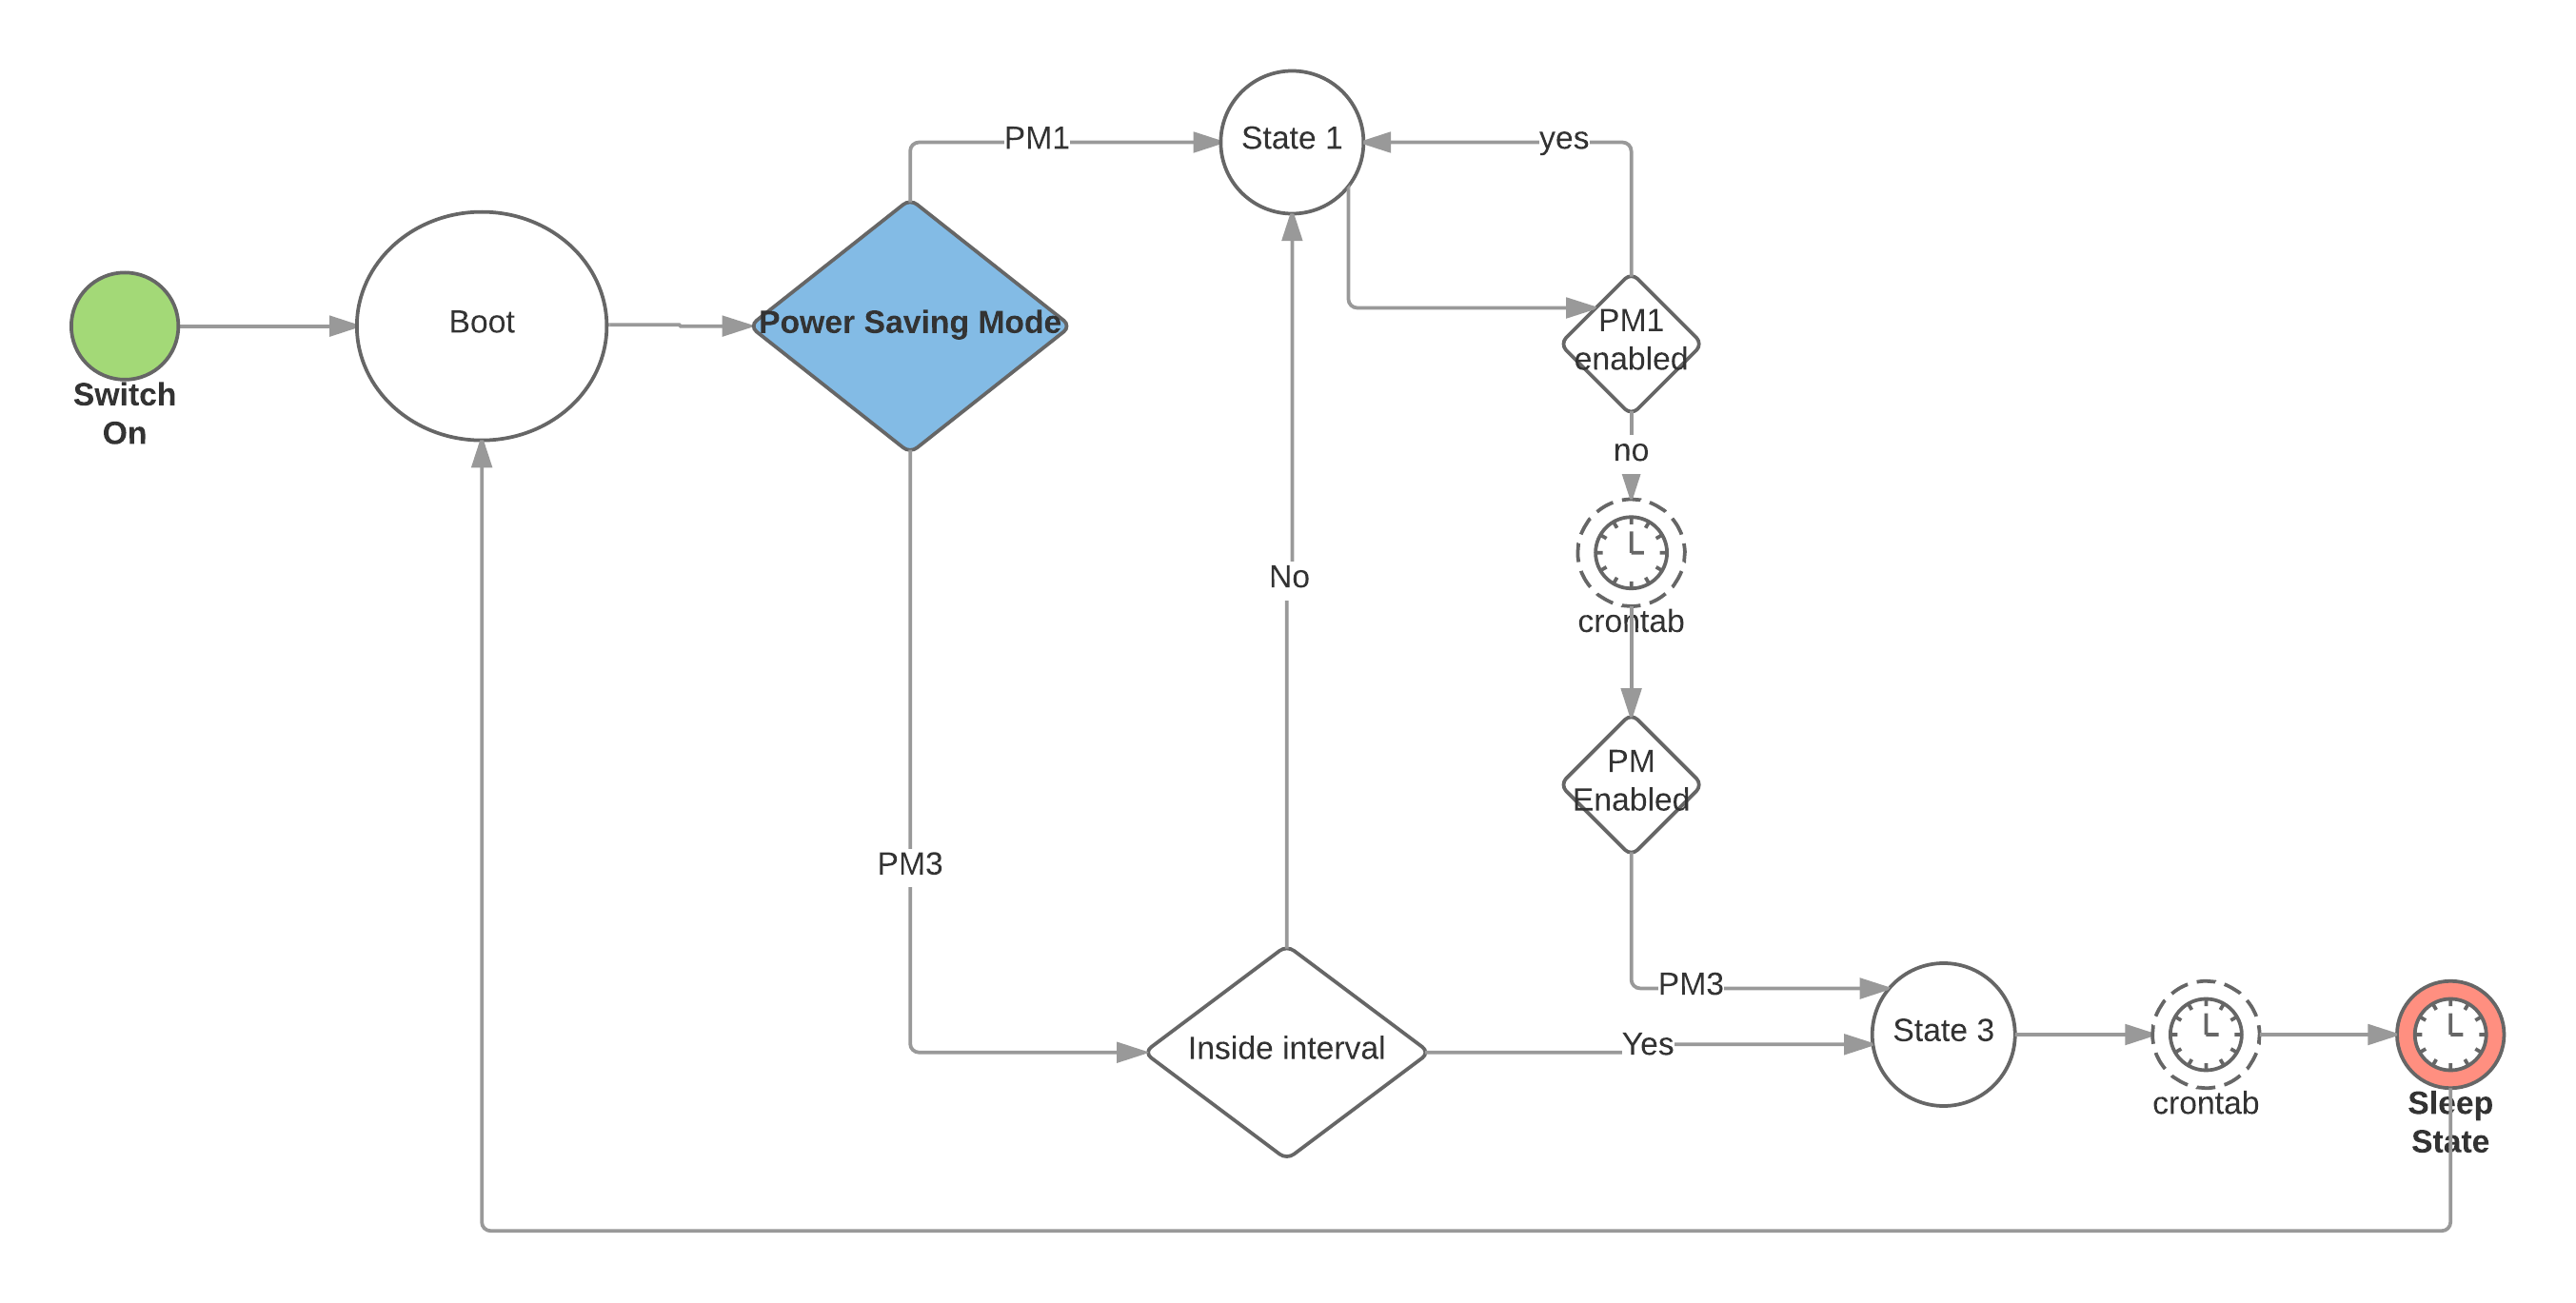 State 1
PM1
yes
Switch
On
Boot
Power Saving Mode
PM1
enabled
no
crontab
No
PM
Enabled
PM3
PM3
Inside interval
Yes
State 3
crontab
Sleep
State